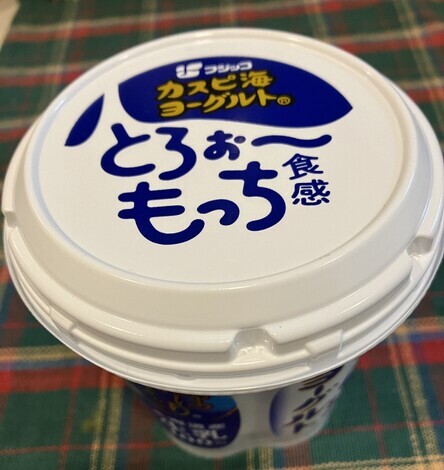 フジッコ
カスピ海
ヨーグルト®
とろぉ〜
もっち食感